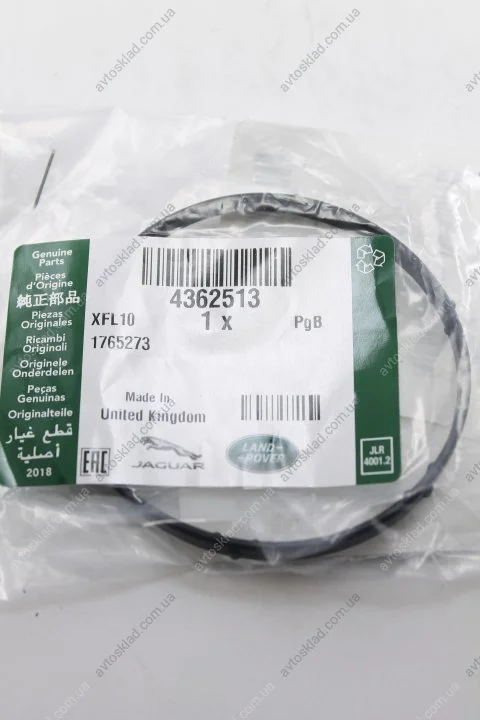 Genuine
Parts
Pièces
d'Origine
純正部品
Piezas
Originales
Ricambi
Originali
Originele
Onderdelen
Peças
Genuinas
Originalteile
قطع غيار
أصلية
2018
4362513
XFL10 1 x PgB
1765273
Made In
United Kingdom
EAC
JAGUAR
LAND-
-ROVER
JLR
4001.2
avtosklad.com.ua